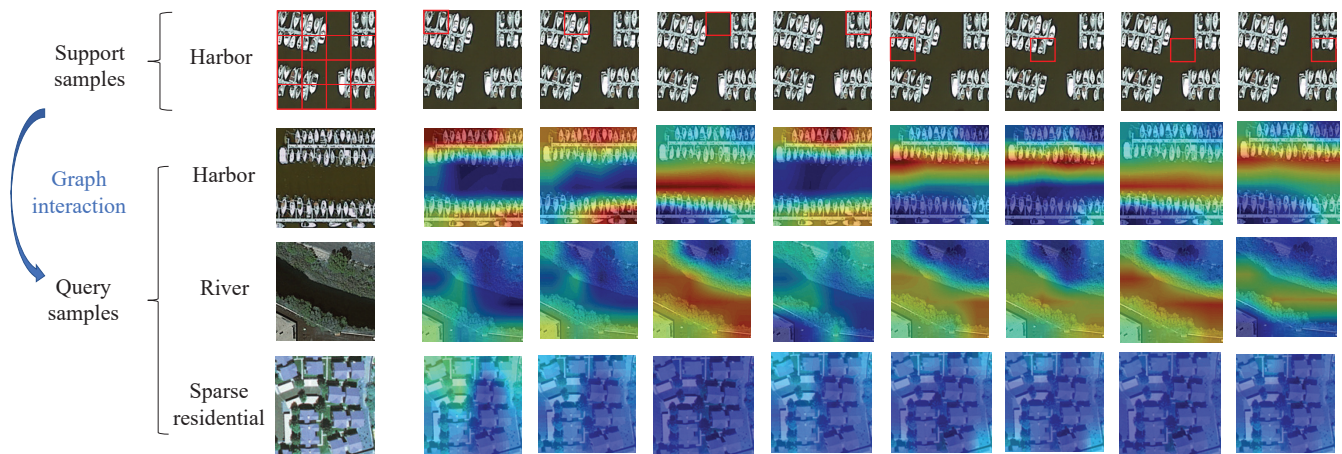 Support
samples
Harbor
Graph
interaction
Harbor
Query
samples
River
Sparse
residential